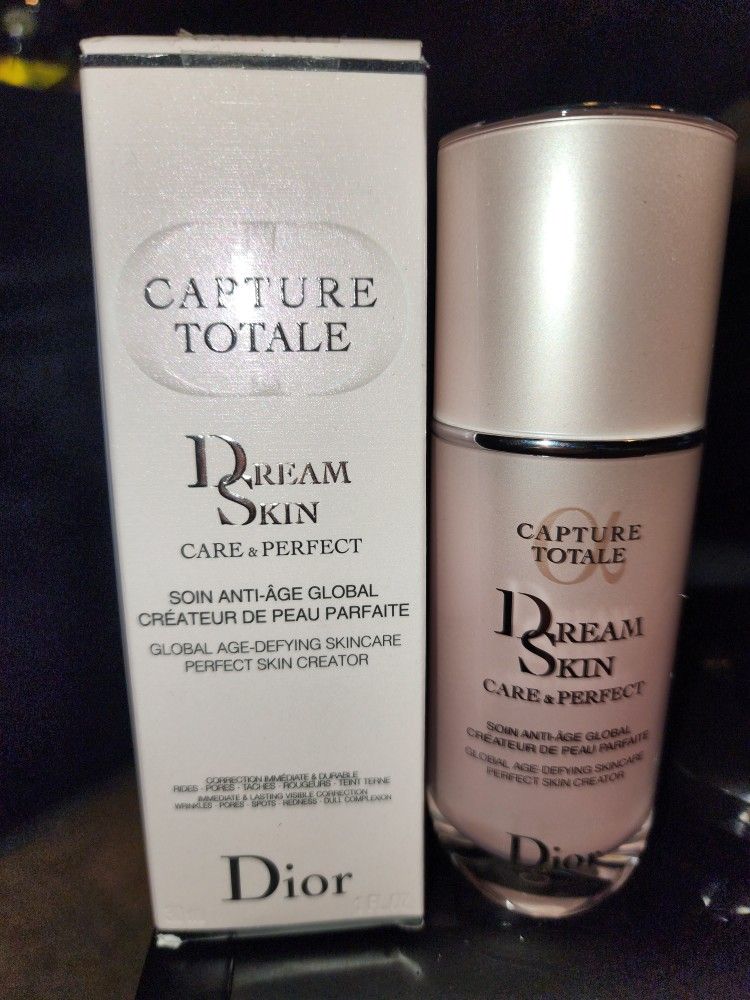 CAPTURE
TOTALE
DREAM
SKIN
CARE & PERFECT
SOIN ANTI-ÂGE GLOBAL
CRÉATEUR DE PEAU PARFAITE
GLOBAL AGE-DEFYING SKINCARE
PERFECT SKIN CREATOR
CORRECTION IMMÉDIATE & DURABLE
RIDES · PORES · TACHES · ROUGEURS · TEINT TERNE
IMMEDIATE & LASTING VISIBLE CORRECTION
WRINKLES · PORES · SPOTS · REDNESS · DULL COMPLEXION
Dior
1 FL.OZ
CAPTURE
TOTALE
DREAM
SKIN
CARE & PERFECT
SOIN ANTI-ÂGE GLOBAL
CRÉATEUR DE PEAU PARFAITE
GLOBAL AGE-DEFYING SKINCARE
PERFECT SKIN CREATOR
Dior